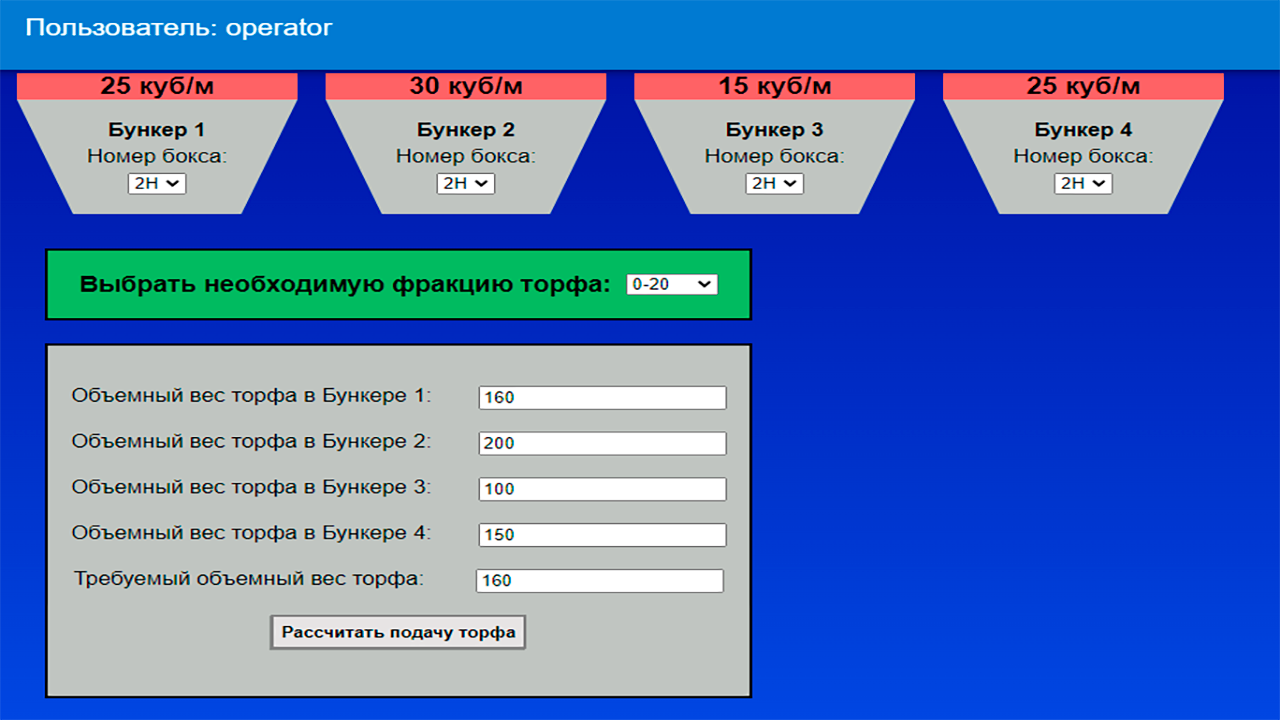 Пользователь: operator
25 куб/м 30 куб/м 15 куб/м 25 куб/м
Бункер 1 Бункер 2 Бункер 3 Бункер 4
Номер бокса: Номер бокса: Номер бокса: Номер бокса:
2Н 2Н 2Н 2Н
Выбрать необходимую фракцию торфа: 0-20
Объемный вес торфа в Бункере 1: 160
Объемный вес торфа в Бункере 2: 200
Объемный вес торфа в Бункере 3: 100
Объемный вес торфа в Бункере 4: 150
Требуемый объемный вес торфа: 160
Рассчитать подачу торфа